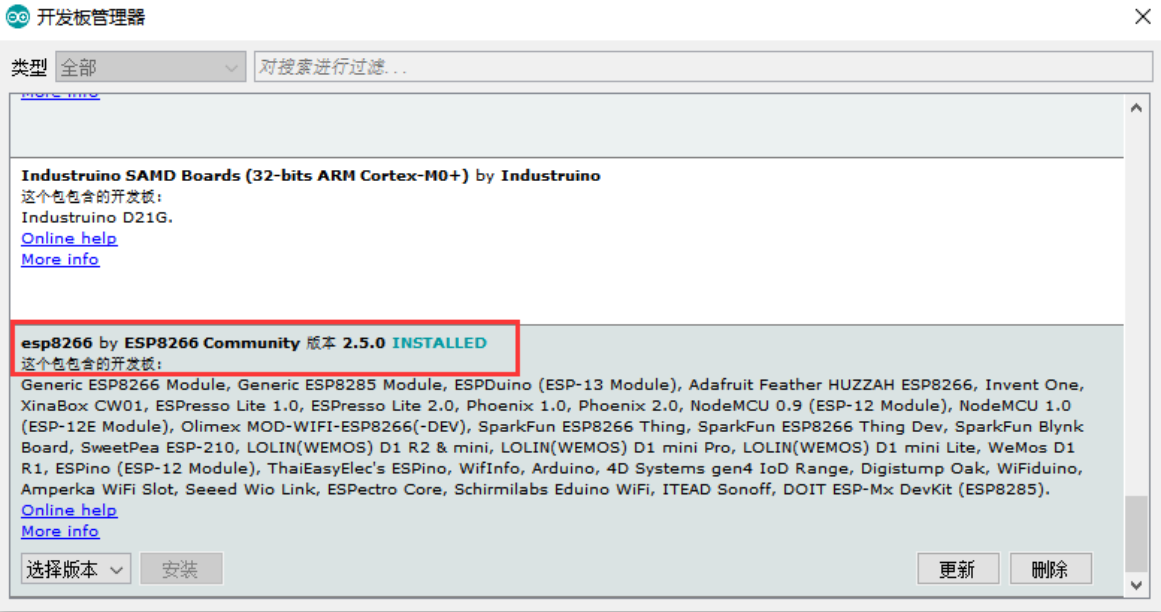 开发板管理器
类型 全部 对搜索进行过滤...
More info
Industruino SAMD Boards (32-bits ARM Cortex-M0+) by Industruino
这个包包含的开发板:
Industruino D21G.
Online help
More info
esp8266 by ESP8266 Community 版本 2.5.0 INSTALLED
这个包包含的开发板:
Generic ESP8266 Module, Generic ESP8285 Module, ESPDuino (ESP-13 Module), Adafruit Feather HUZZAH ESP8266, Invent One,
XinaBox CW01, ESPresso Lite 1.0, ESPresso Lite 2.0, Phoenix 1.0, Phoenix 2.0, NodeMCU 0.9 (ESP-12 Module), NodeMCU 1.0
(ESP-12E Module), Olimex MOD-WIFI-ESP8266(-DEV), SparkFun ESP8266 Thing, SparkFun ESP8266 Thing Dev, SparkFun Blynk
Board, SweetPea ESP-210, LOLIN(WEMOS) D1 R2 & mini, LOLIN(WEMOS) D1 mini Pro, LOLIN(WEMOS) D1 mini Lite, WeMos D1
R1, ESPino (ESP-12 Module), ThaiEasyElec's ESPino, WifInfo, Arduino, 4D Systems gen4 IoD Range, Digistump Oak, WiFiduino,
Amperka WiFi Slot, Seeed Wio Link, ESPectro Core, Schirmilabs Eduino WiFi, ITEAD Sonoff, DOIT ESP-Mx DevKit (ESP8285).
Online help
More info
选择版本 安装 更新 删除